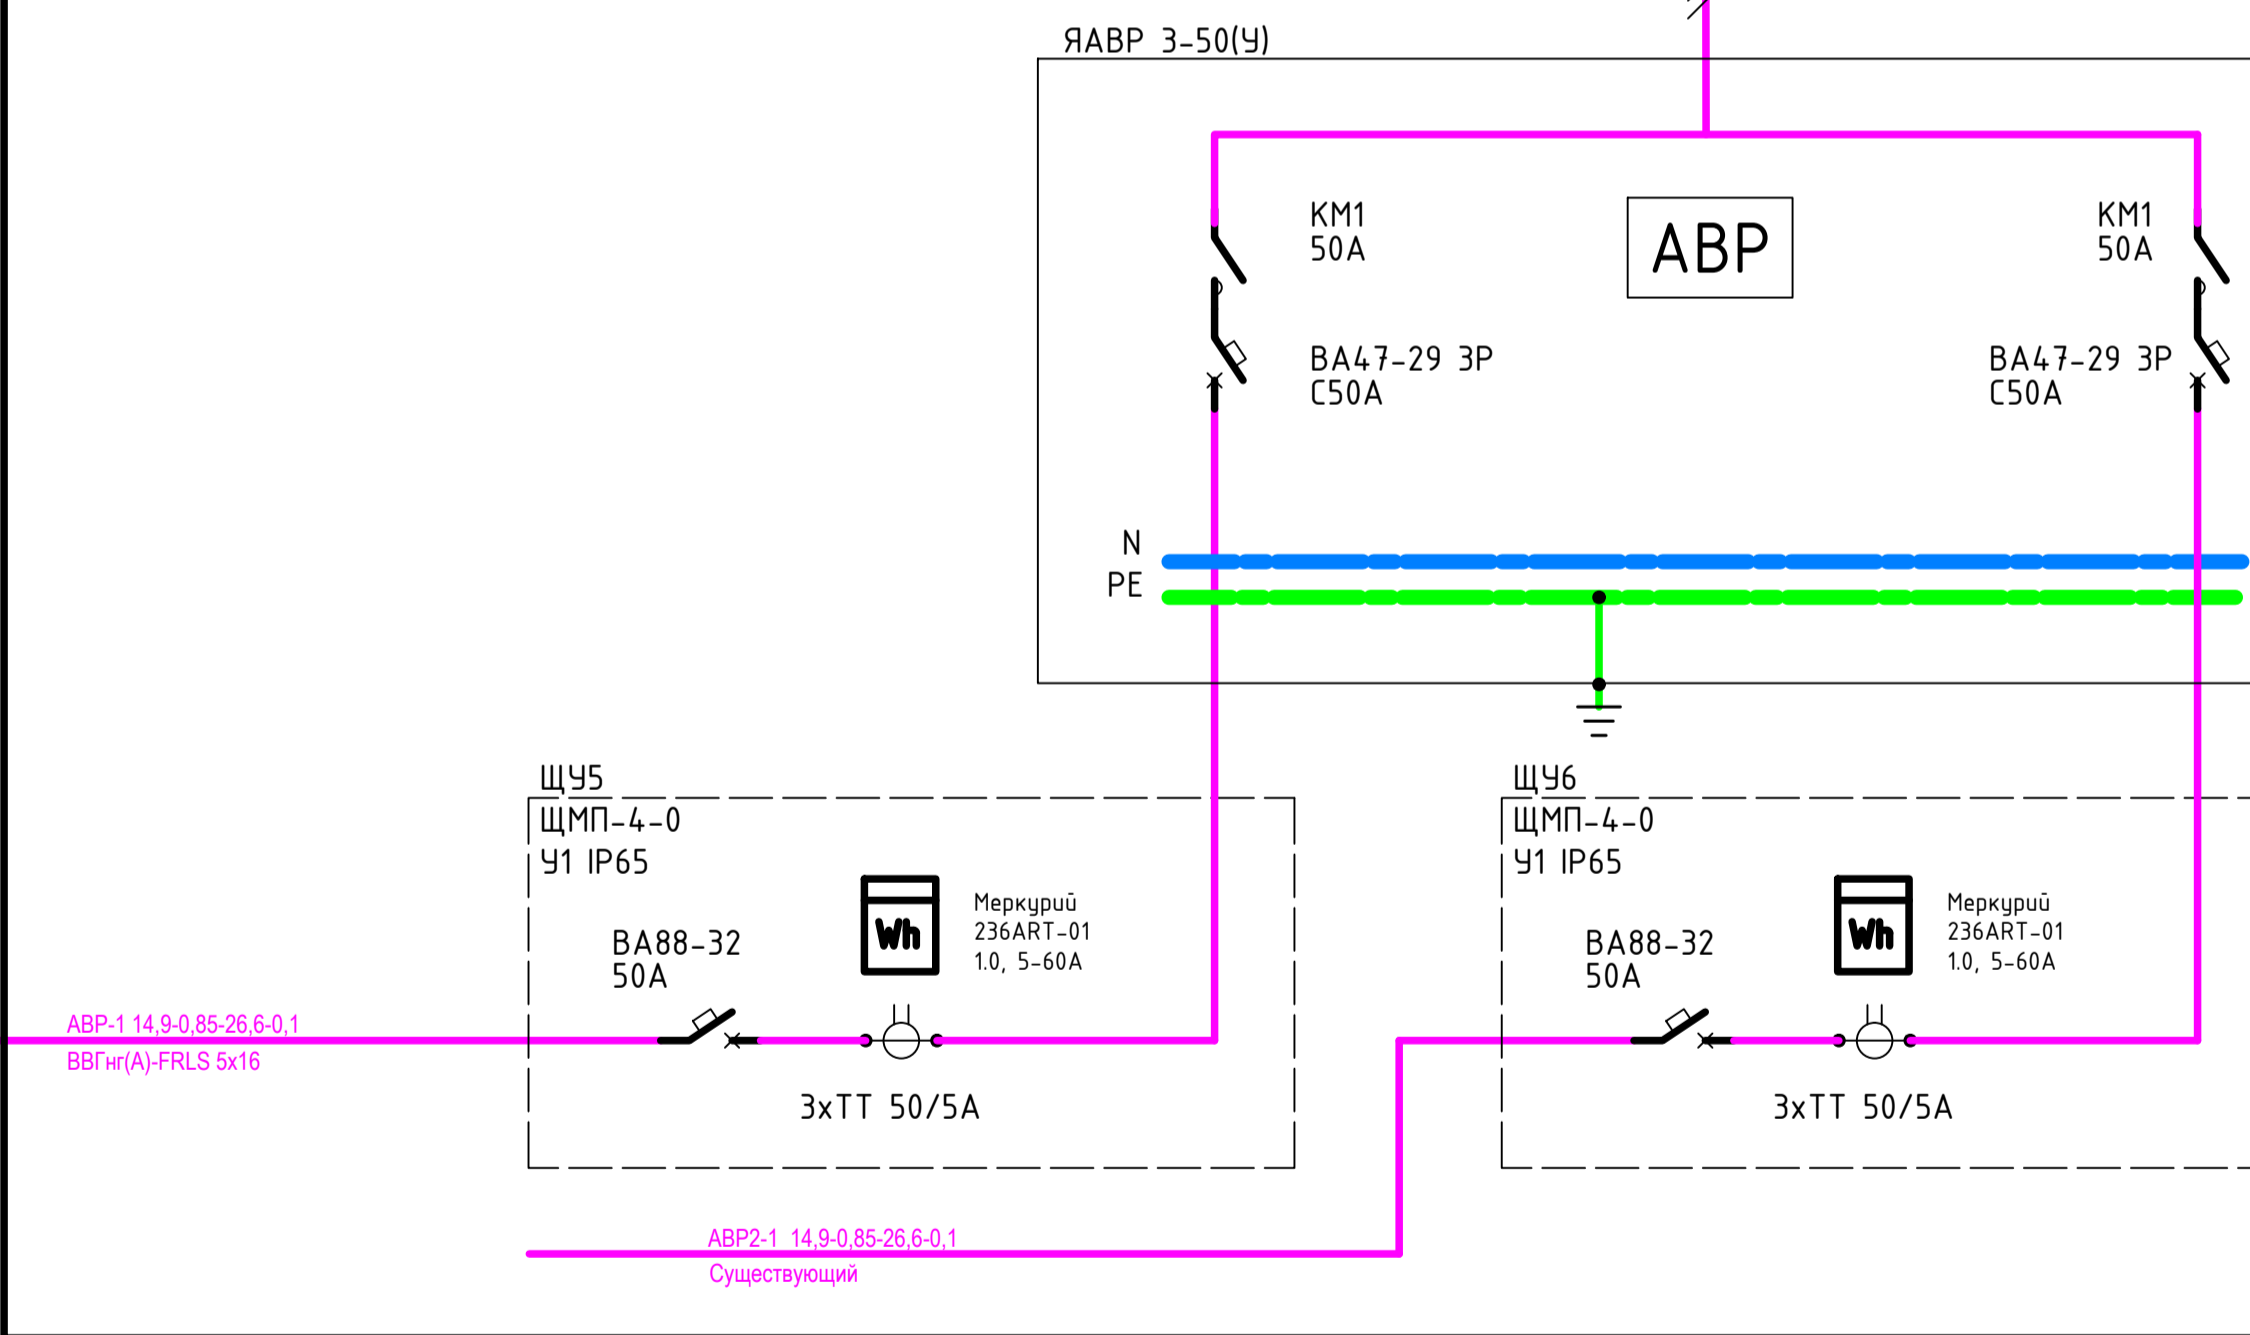 ЯАВР 3-50(У)
КМ1
50А
АВР
КМ1
50А
ВА47-29 3Р
С50А
ВА47-29 3Р
С50А
N
PE
ЩУ5
ЩМП-4-0
У1 IP65
ВА88-32
50А
Wh
Меркурий
236ART-01
1.0, 5-60А
3хТТ 50/5А
ЩУ6
ЩМП-4-0
У1 IP65
ВА88-32
50А
Wh
Меркурий
236ART-01
1.0, 5-60А
3хТТ 50/5А
АВР-1 14,9-0,85-26,6-0,1
ВВГнг(А)-FRLS 5х16
АВР2-1 14,9-0,85-26,6-0,1
Существующий